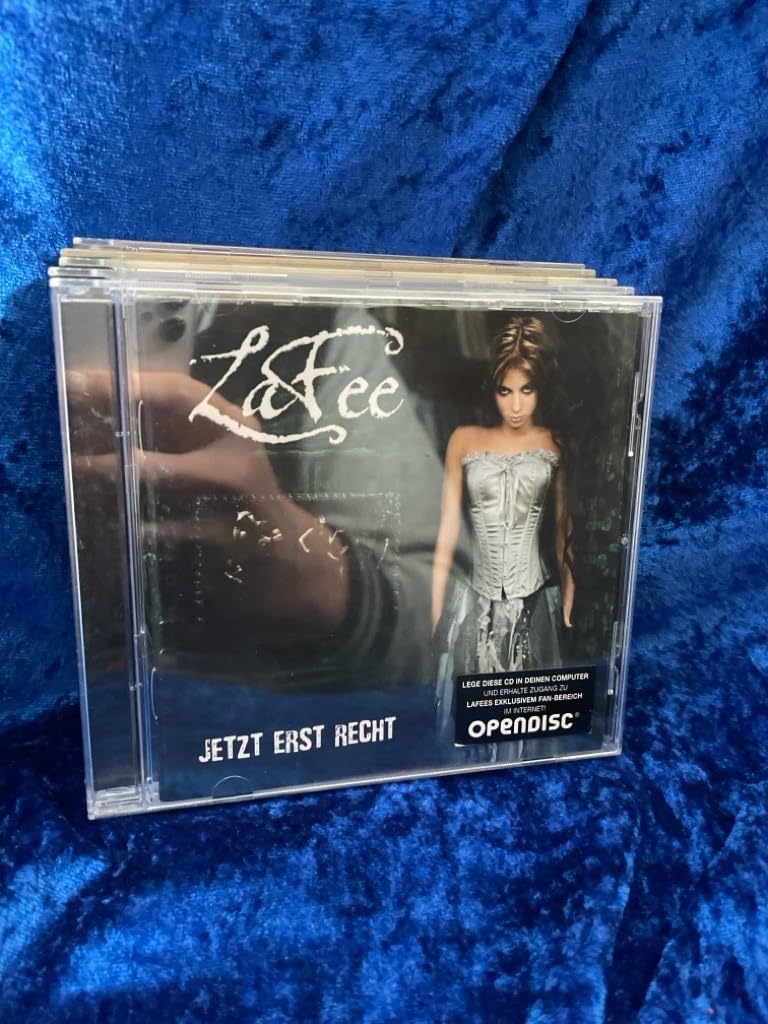 LaFee
JETZT ERST RECHT
LEGE DIESE CD IN DEINEN COMPUTER
UND ERHALTE ZUGANG ZU
LAFEES EXKLUSIVEM FAN-BEREICH
IM INTERNET!
OPENDISC®